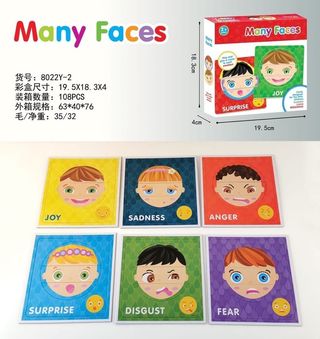 Many Faces
货号：8022Y-2
彩盒尺寸：19.5X18.3X4
装箱数量：108PCS
外箱规格：63*40*76
毛/净重：35/32
Many Faces
SURPRISE
JOY
18.3cm
4cm
19.5cm
JOY
SADNESS
ANGER
SURPRISE
DISGUST
FEAR